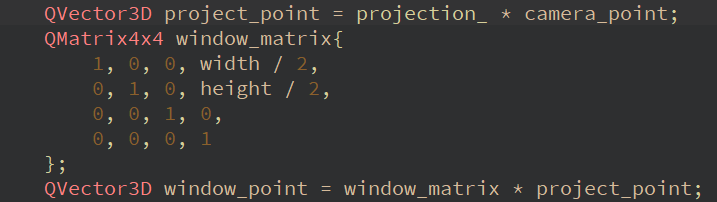 QVector3D project_point = projection_ * camera_point;
QMatrix4x4 window_matrix{
1, 0, 0, width / 2,
0, 1, 0, height / 2,
0, 0, 1, 0,
0, 0, 0, 1
};
QVector3D window_point = window_matrix * project_point;